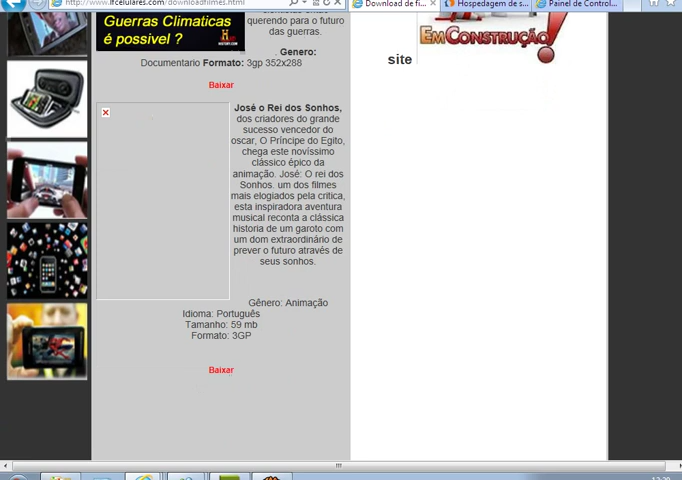 http://www.lfcelulares.com/downloadfilmes.html
Download de fi...
Hospedagem de s...
Painel de Control...
Guerras Climaticas
é possivel ?
querendo para o futuro
das guerras.
. Genero:
Documentario Formato: 3gp 352x288
Baixar
EM CONSTRUÇÃO!
site
José o Rei dos Sonhos,
dos criadores do grande
sucesso vencedor do
oscar, O Príncipe do Egito,
chega este novíssimo
clássico épico da
animação. José: O rei dos
Sonhos. um dos filmes
mais elogiados pela critica,
esta inspiradora aventura
musical reconta a clássica
historia de um garoto com
um dom extraordinário de
prever o futuro através de
seus sonhos.
Gênero: Animação
Idioma: Português
Tamanho: 59 mb
Formato: 3GP
Baixar